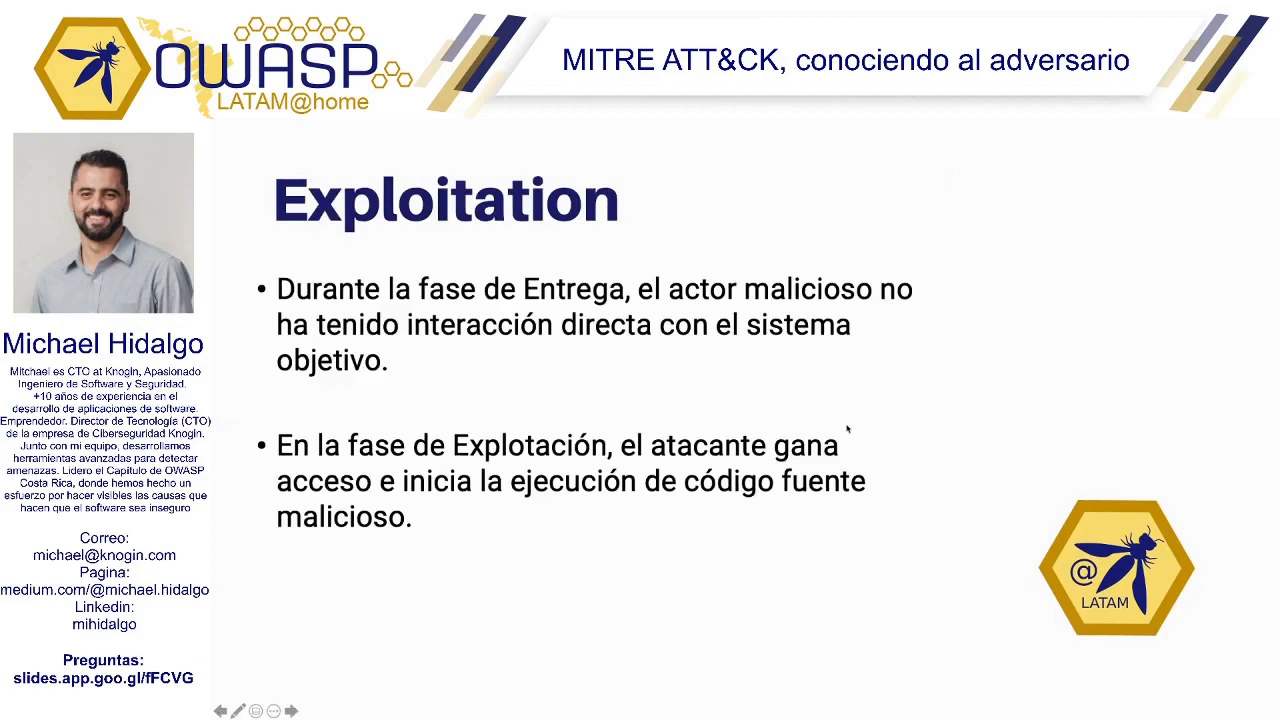 OWASP
LATAM@home
MITRE ATT&CK, conociendo al adversario
Michael Hidalgo
Mitchael es CTO at Knogin, Apasionado
Ingeniero de Software y Seguridad.
+10 años de experiencia en el
desarrollo de aplicaciones de software.
Emprendedor. Director de Tecnología (CTO)
de la empresa de Ciberseguridad Knogin.
Junto con mi equipo, desarrollamos
herramientas avanzadas para detectar
amenazas. Lidero el Capítulo de OWASP
Costa Rica, donde hemos hecho un
esfuerzo por hacer visibles las causas que
hacen que el software sea inseguro
Correo:
michael@knogin.com
Pagina:
medium.com/@michael.hidalgo
Linkedin:
mihidalgo
Preguntas:
slides.app.goo.gl/fFCVG
Exploitation
• Durante la fase de Entrega, el actor malicioso no
ha tenido interacción directa con el sistema
objetivo.
• En la fase de Explotación, el atacante gana
acceso e inicia la ejecución de código fuente
malicioso.
@
LATAM